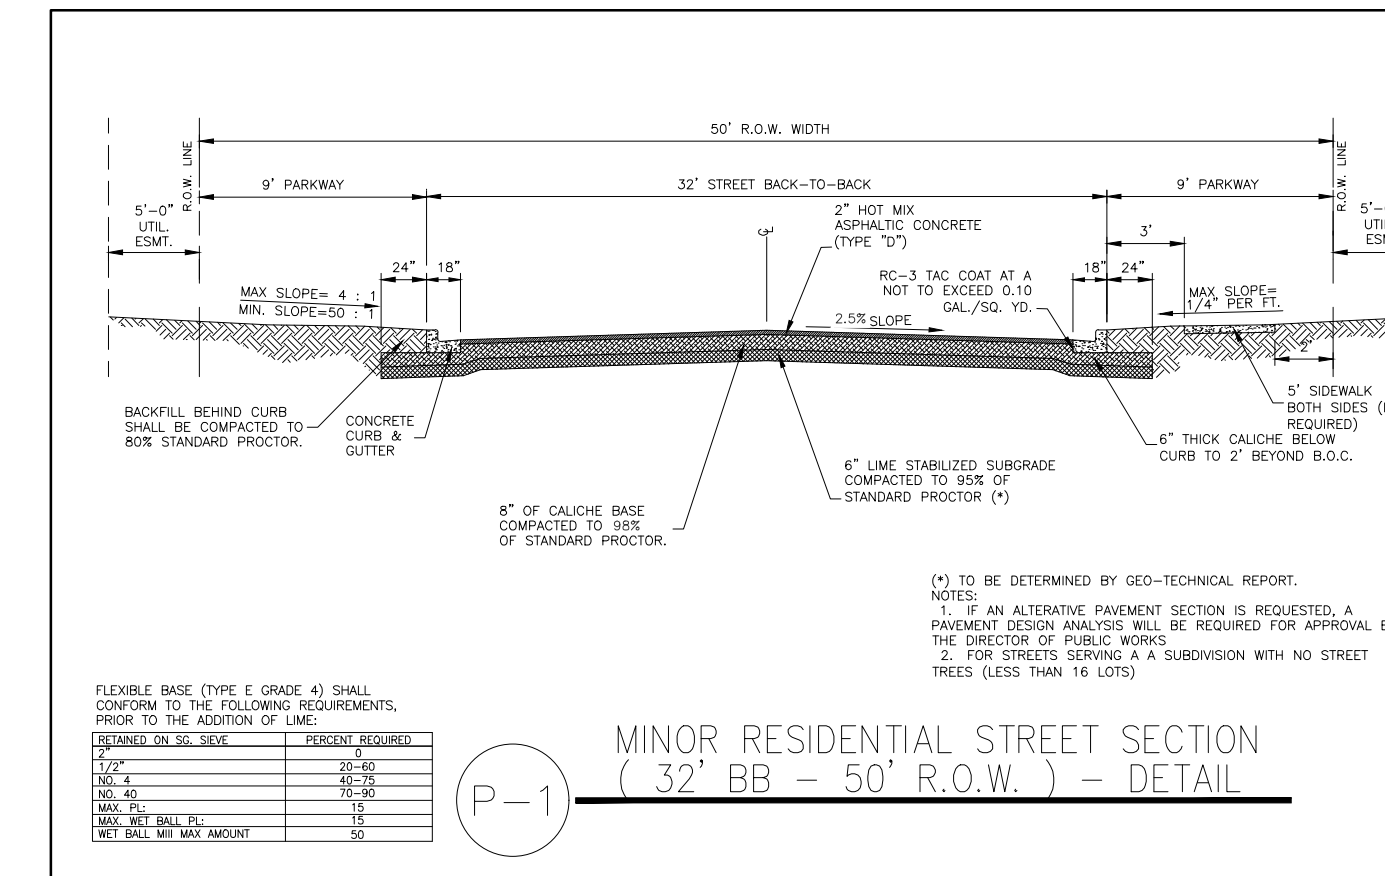 50' R.O.W. WIDTH
R.O.W. LINE
R.O.W. LINE
9' PARKWAY
32' STREET BACK-TO-BACK
9' PARKWAY
5'-0"
UTIL.
ESMT.
2" HOT MIX
ASPHALTIC CONCRETE
(TYPE "D")
℄
3'
24"
18"
RC-3 TAC COAT AT A
NOT TO EXCEED 0.10
GAL./SQ. YD.
18"
24"
MAX SLOPE= 4 : 1
MIN. SLOPE=50 : 1
2.5% SLOPE
MAX SLOPE=
1/4" PER FT.
2'
BACKFILL BEHIND CURB
SHALL BE COMPACTED TO
80% STANDARD PROCTOR.
CONCRETE
CURB &
GUTTER
5' SIDEWALK
BOTH SIDES (
REQUIRED)
6" THICK CALICHE BELOW
CURB TO 2' BEYOND B.O.C.
6" LIME STABILIZED SUBGRADE
COMPACTED TO 95% OF
STANDARD PROCTOR (*)
8" OF CALICHE BASE
COMPACTED TO 98%
OF STANDARD PROCTOR.
(*) TO BE DETERMINED BY GEO-TECHNICAL REPORT.
NOTES:
1. IF AN ALTERATIVE PAVEMENT SECTION IS REQUESTED, A
PAVEMENT DESIGN ANALYSIS WILL BE REQUIRED FOR APPROVAL
THE DIRECTOR OF PUBLIC WORKS
2. FOR STREETS SERVING A A SUBDIVISION WITH NO STREET
TREES (LESS THAN 16 LOTS)
FLEXIBLE BASE (TYPE E GRADE 4) SHALL
CONFORM TO THE FOLLOWING REQUIREMENTS,
PRIOR TO THE ADDITION OF LIME:
RETAINED ON SG. SIEVE PERCENT REQUIRED
2" 0
1/2" 20-60
NO. 4 40-75
NO. 40 70-90
MAX. PL: 15
MAX. WET BALL PL: 15
WET BALL MIll MAX AMOUNT 50
P-1
MINOR RESIDENTIAL STREET SECTION
( 32' BB - 50' R.O.W. ) - DETAIL